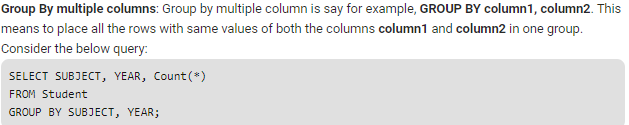 Group By multiple columns: Group by multiple column is say for example, GROUP BY column1, column2. This
means to place all the rows with same values of both the columns column1 and column2 in one group.
Consider the below query:
SELECT SUBJECT, YEAR, Count(*)
FROM Student
GROUP BY SUBJECT, YEAR;